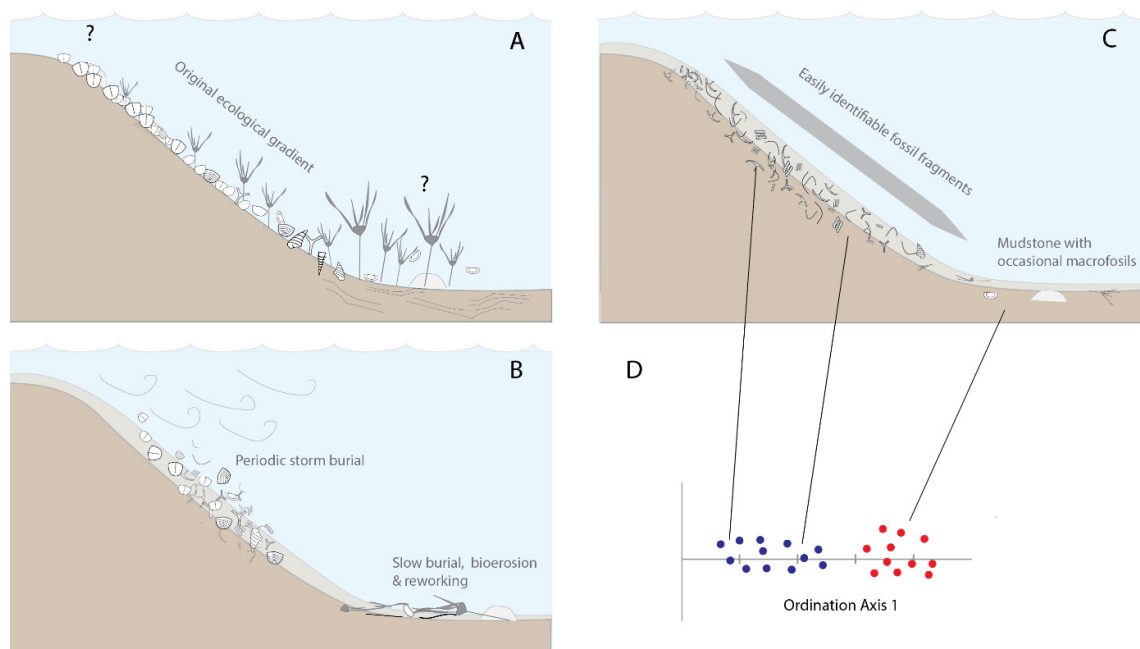 ?
A
Original ecological gradient
?
B
Periodic storm burial
Slow burial, bioerosion
& reworking
C
Easily identifiable fossil
fragments
Mudstone with
occasional macrofosils
D
Ordination Axis 1